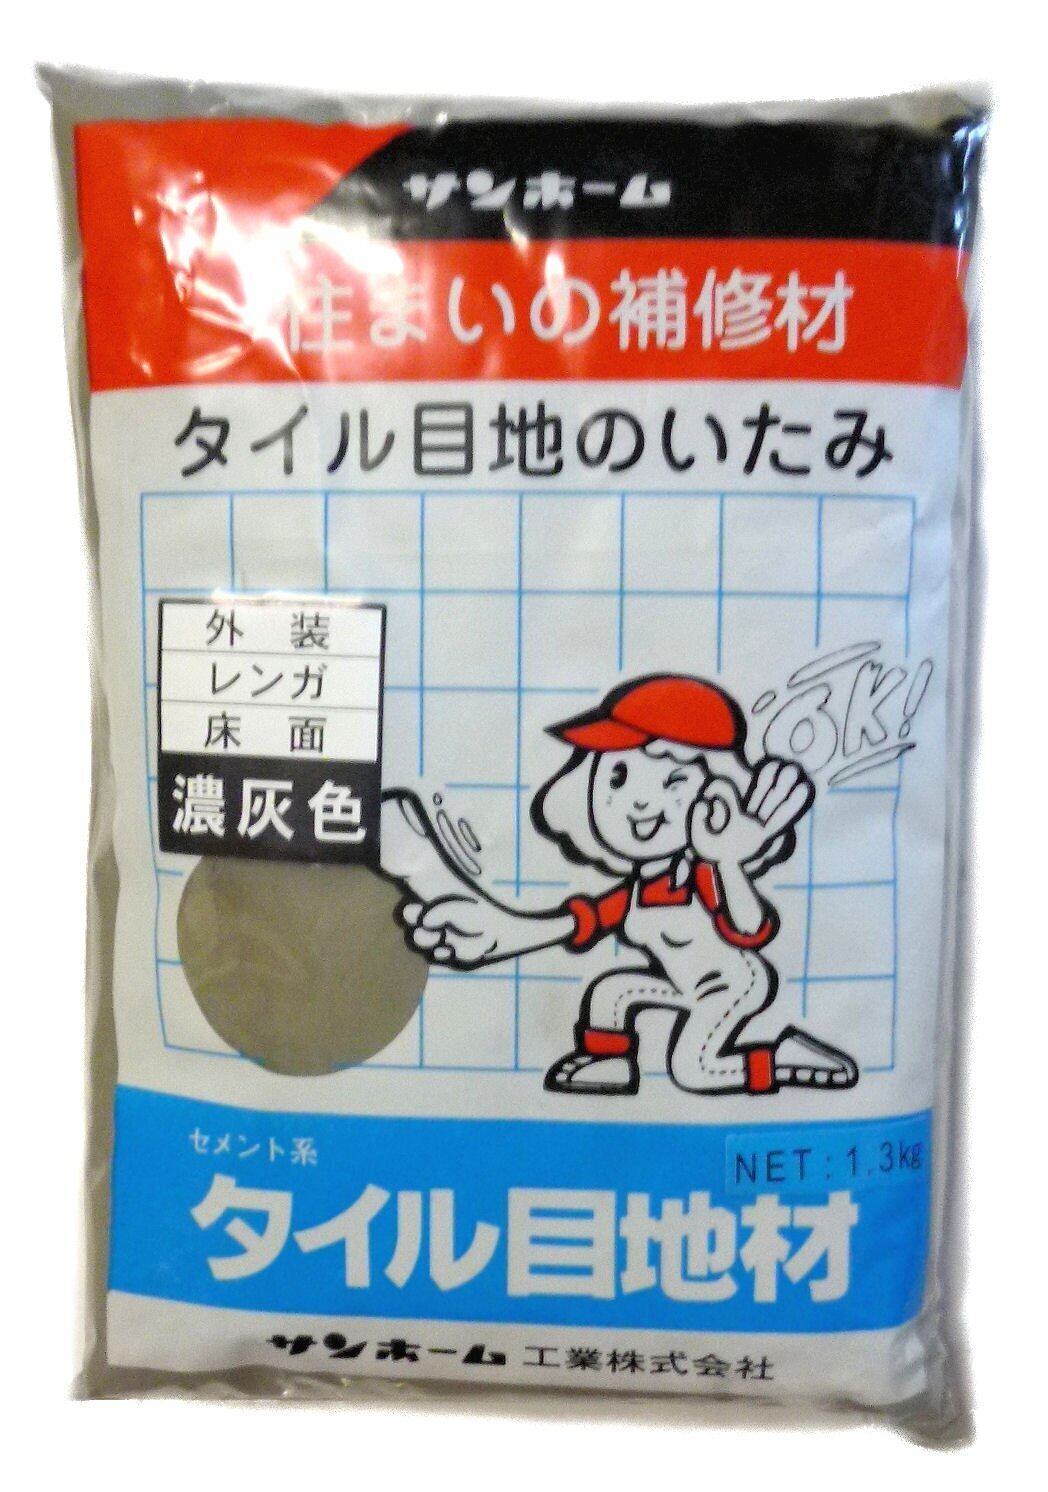 サンホーム
住まいの補修材
タイル目地のいたみ
外 装
レンガ
床 面
濃灰色
OK!
セメント系
NET:1.3kg
タイル目地材
サンホーム工業株式会社